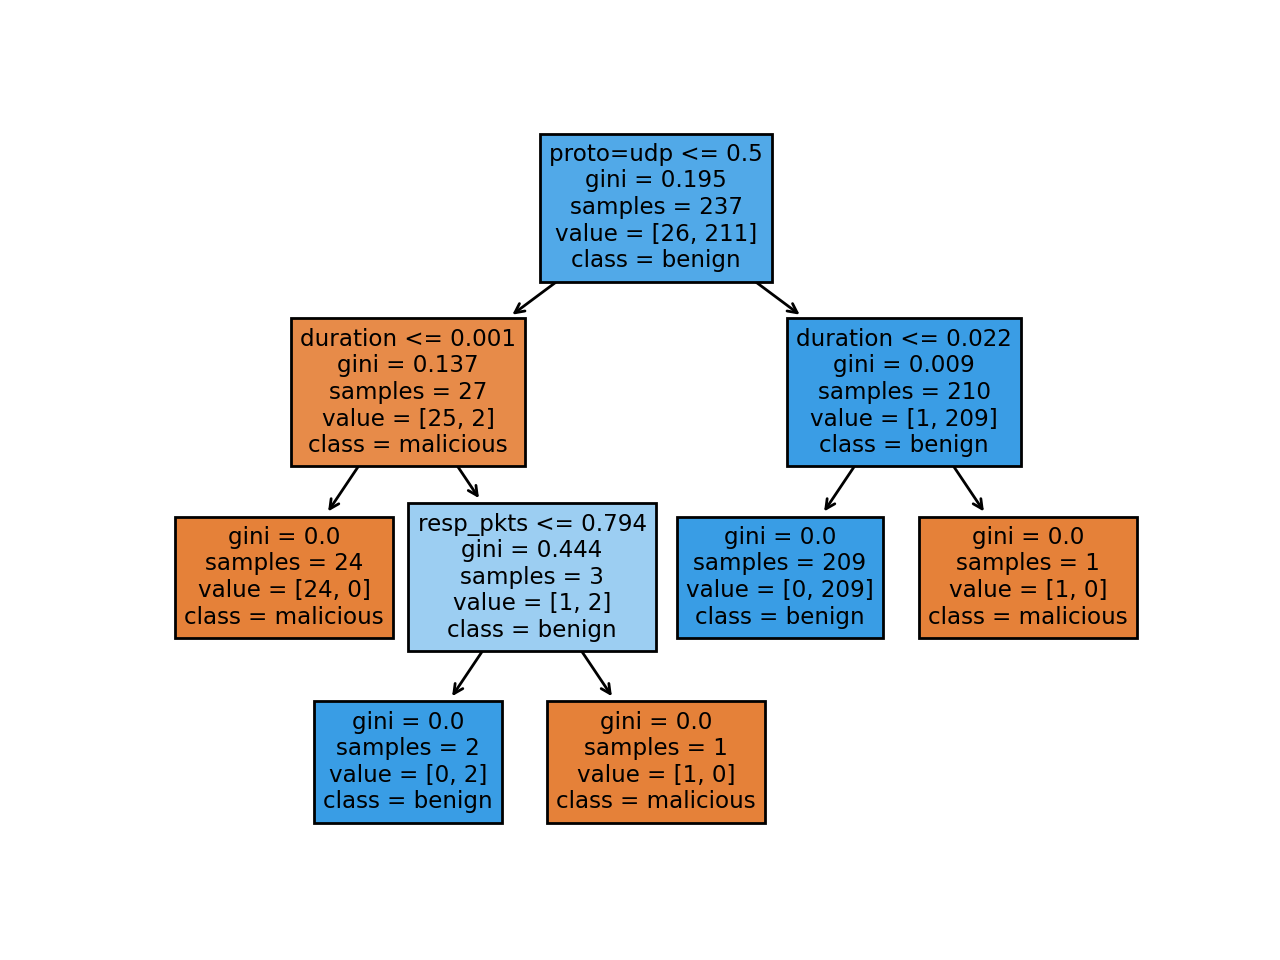 proto=udp <= 0.5
gini = 0.195
samples = 237
value = [26, 211]
class = benign
duration <= 0.001
gini = 0.137
samples = 27
value = [25, 2]
class = malicious
duration <= 0.022
gini = 0.009
samples = 210
value = [1, 209]
class = benign
gini = 0.0
samples = 24
value = [24, 0]
class = malicious
resp_pkts <= 0.794
gini = 0.444
samples = 3
value = [1, 2]
class = benign
gini = 0.0
samples = 209
value = [0, 209]
class = benign
gini = 0.0
samples = 1
value = [1, 0]
class = malicious
gini = 0.0
samples = 2
value = [0, 2]
class = benign
gini = 0.0
samples = 1
value = [1, 0]
class = malicious